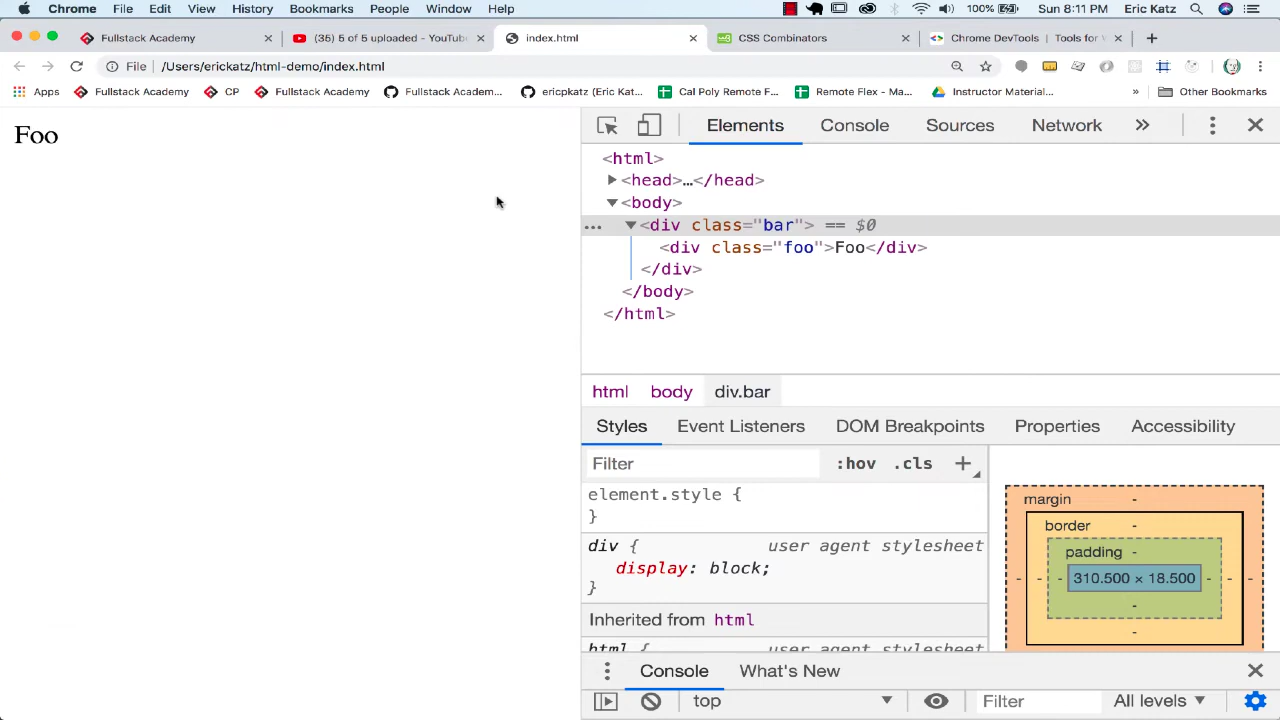 Chrome File Edit View History Bookmarks People Window Help 100% Sun 8:11 PM Eric Katz
Fullstack Academy × (35) 5 of 5 uploaded - YouTube × index.html × CSS Combinators × Chrome DevTools | Tools for ×
File | /Users/erickatz/html-demo/index.html
Apps Fullstack Academy CP Fullstack Academy Fullstack Academ... ericpkatz (Eric Kat... Cal Poly Remote F... Remote Flex - Ma... Instructor Material... » Other Bookmarks
Foo
Elements Console Sources Network »
<html>
▶<head>…</head>
▼<body>
... ▼<div class="bar"> == $0
<div class="foo">Foo</div>
</div>
</body>
</html>
html body div.bar
Styles Event Listeners DOM Breakpoints Properties Accessibility
Filter :hov .cls +
element.style {
}
div { user agent stylesheet
display: block;
}
Inherited from html
html { user agent stylesheet
margin -
border -
padding -
- - - 310.500 × 18.500 - - -
-
-
Console What's New
top Filter All levels ▼